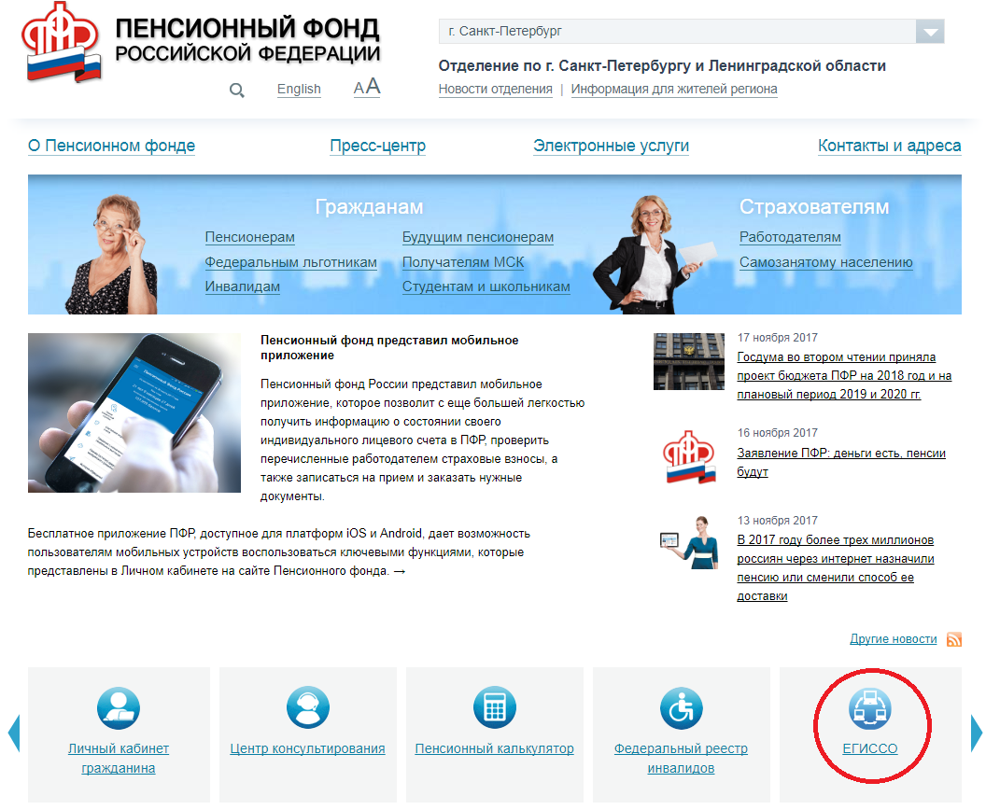 ПЕНСИОННЫЙ ФОНД
РОССИЙСКОЙ ФЕДЕРАЦИИ
English
АА
г. Санкт-Петербург
Отделение по г. Санкт-Петербургу и Ленинградской области
Новости отделения | Информация для жителей региона
О Пенсионном фонде
Пресс-центр
Электронные услуги
Контакты и адреса
Гражданам
Пенсионерам
Федеральным льготникам
Инвалидам
Будущим пенсионерам
Получателям МСК
Студентам и школьникам
Страхователям
Работодателям
Самозанятому населению
Пенсионный фонд представил мобильное
приложение
Пенсионный фонд России представил мобильное
приложение, которое позволит с еще большей легкостью
получить информацию о состоянии своего
индивидуального лицевого счета в ПФР, проверить
перечисленные работодателем страховые взносы, а
также записаться на прием и заказать нужные
документы.
Бесплатное приложение ПФР, доступное для платформ iOS и Android, дает возможность
пользователям мобильных устройств воспользоваться ключевыми функциями, которые
представлены в Личном кабинете на сайте Пенсионного фонда. →
17 ноября 2017
Госдума во втором чтении приняла
проект бюджета ПФР на 2018 год и на
плановый период 2019 и 2020 гг.
16 ноября 2017
Заявление ПФР: деньги есть, пенсии
будут
13 ноября 2017
В 2017 году более трех миллионов
россиян через интернет назначили
пенсию или сменили способ ее
доставки
Другие новости
Личный кабинет
гражданина
Центр консультирования
Пенсионный калькулятор
Федеральный реестр
инвалидов
ЕГИССО